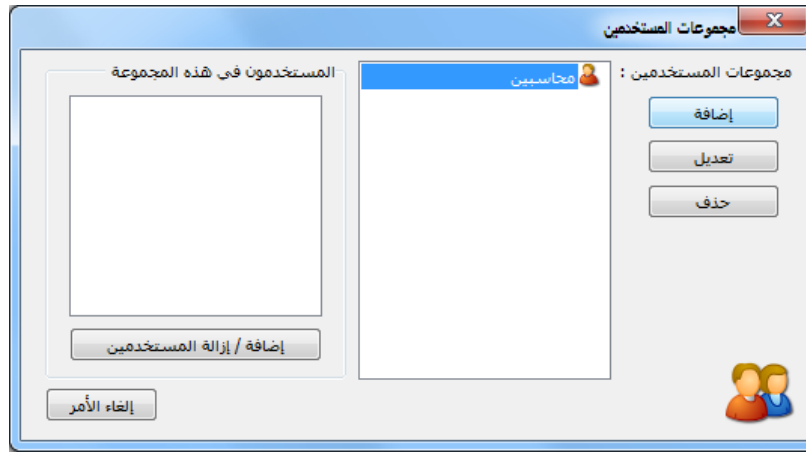 مجموعات المستخدمين
مجموعات المستخدمين :
محاسبين
المستخدمون في هذه المجموعة
إضافة
تعديل
حذف
إضافة / إزالة المستخدمين
إلغاء الأمر